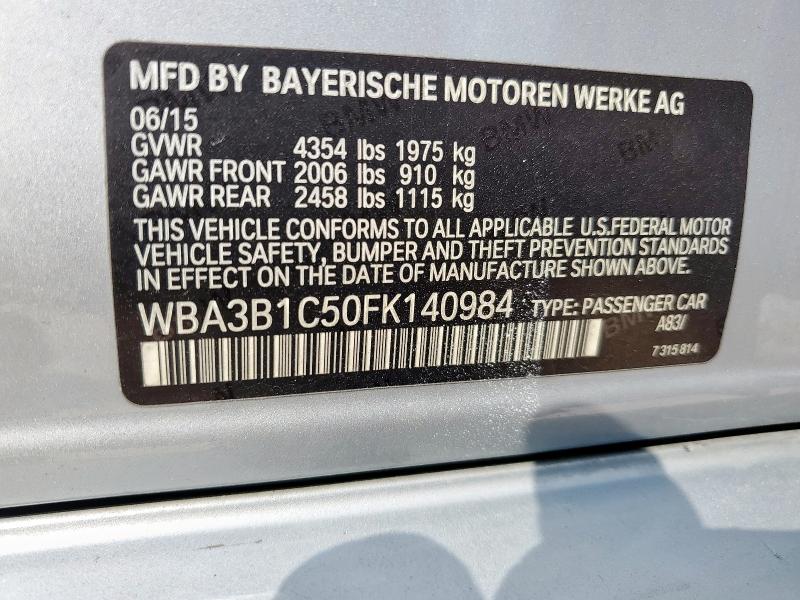 MFD BY BAYERISCHE MOTOREN WERKE AG
06/15
GVWR 4354 lbs 1975 kg
GAWR FRONT 2006 lbs 910 kg
GAWR REAR 2458 lbs 1115 kg
THIS VEHICLE CONFORMS TO ALL APPLICABLE U.S.FEDERAL MOTOR
VEHICLE SAFETY, BUMPER AND THEFT PREVENTION STANDARDS
IN EFFECT ON THE DATE OF MANUFACTURE SHOWN ABOVE.
WBA3B1C50FK140984 TYPE: PASSENGER CAR
A83/
7 315 814